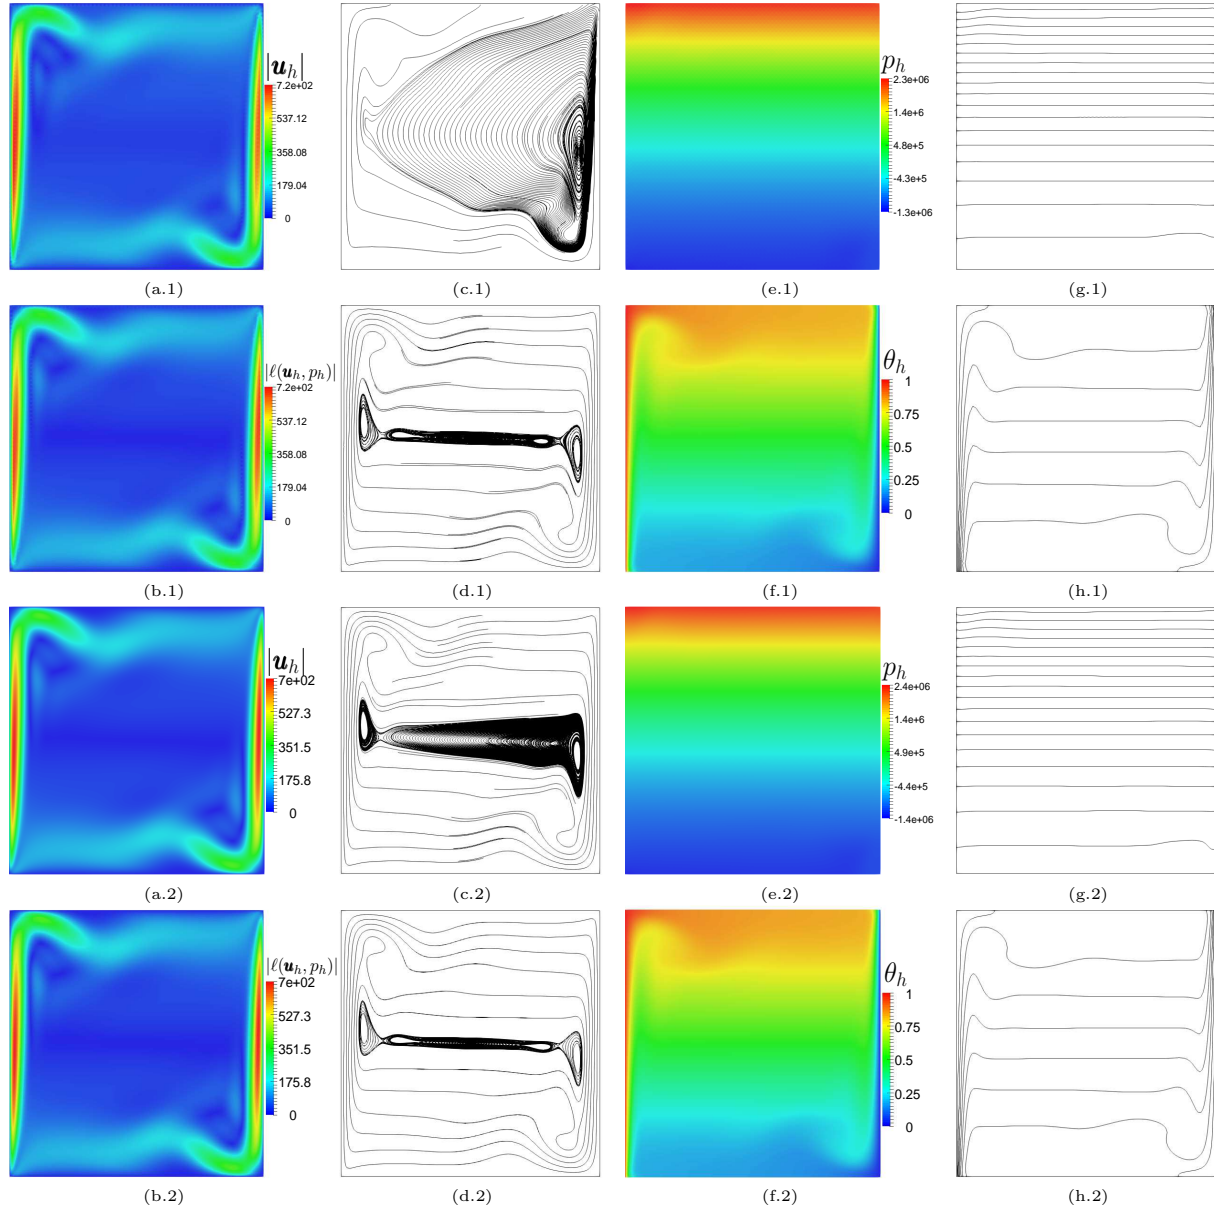 |𝒖_h|
7.2e+02
537.12
358.08
179.04
0
p_h
2.3e+06
1.4e+6
4.8e+5
-4.3e+5
-1.3e+06
(a.1)
(c.1)
(e.1)
(g.1)
|ℓ(𝒖_h, p_h)|
7.2e+02
537.12
358.08
179.04
0
θ_h
1
0.75
0.5
0.25
0
(b.1)
(d.1)
(f.1)
(h.1)
|𝒖_h|
7e+02
527.3
351.5
175.8
0
p_h
2.4e+06
1.4e+6
4.9e+5
-4.4e+5
-1.4e+06
(a.2)
(c.2)
(e.2)
(g.2)
|ℓ(𝒖_h, p_h)|
7e+02
527.3
351.5
175.8
0
θ_h
1
0.75
0.5
0.25
0
(b.2)
(d.2)
(f.2)
(h.2)